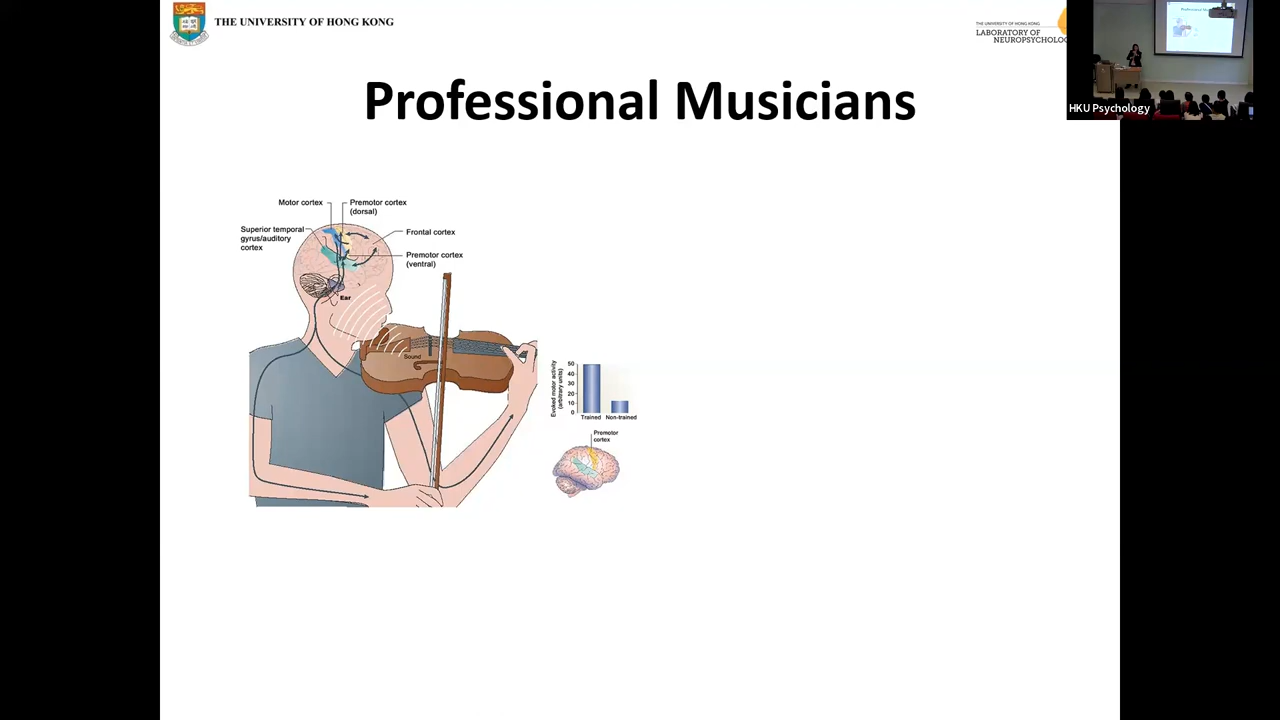 THE UNIVERSITY OF HONG KONG
THE UNIVERSITY OF HONG KONG
LABORATORY OF
NEUROPSYCHOLO
HKU Psychology
Professional Musicians
Motor cortex
Premotor cortex
(dorsal)
Superior temporal
gyrus/auditory
cortex
Frontal cortex
Premotor cortex
(ventral)
Ear
Sound
Evoked motor activity
(arbitrary units)
50
40
30
20
10
0
Trained
Non-trained
Premotor
cortex